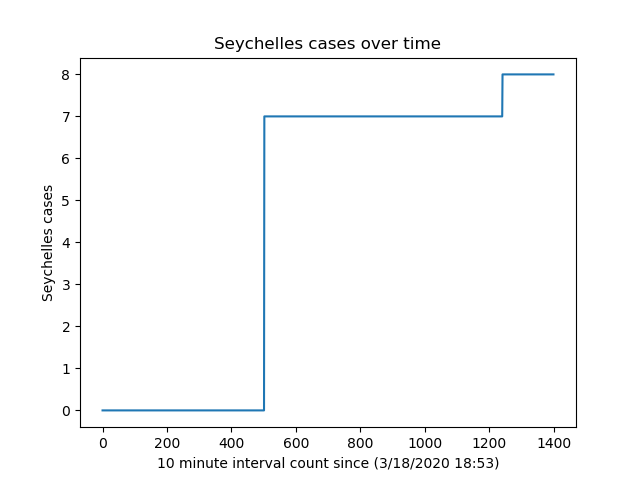 Seychelles cases over time
Seychelles cases
8
7
6
5
4
3
2
1
0
0 200 400 600 800 1000 1200 1400
10 minute interval count since (3/18/2020 18:53)